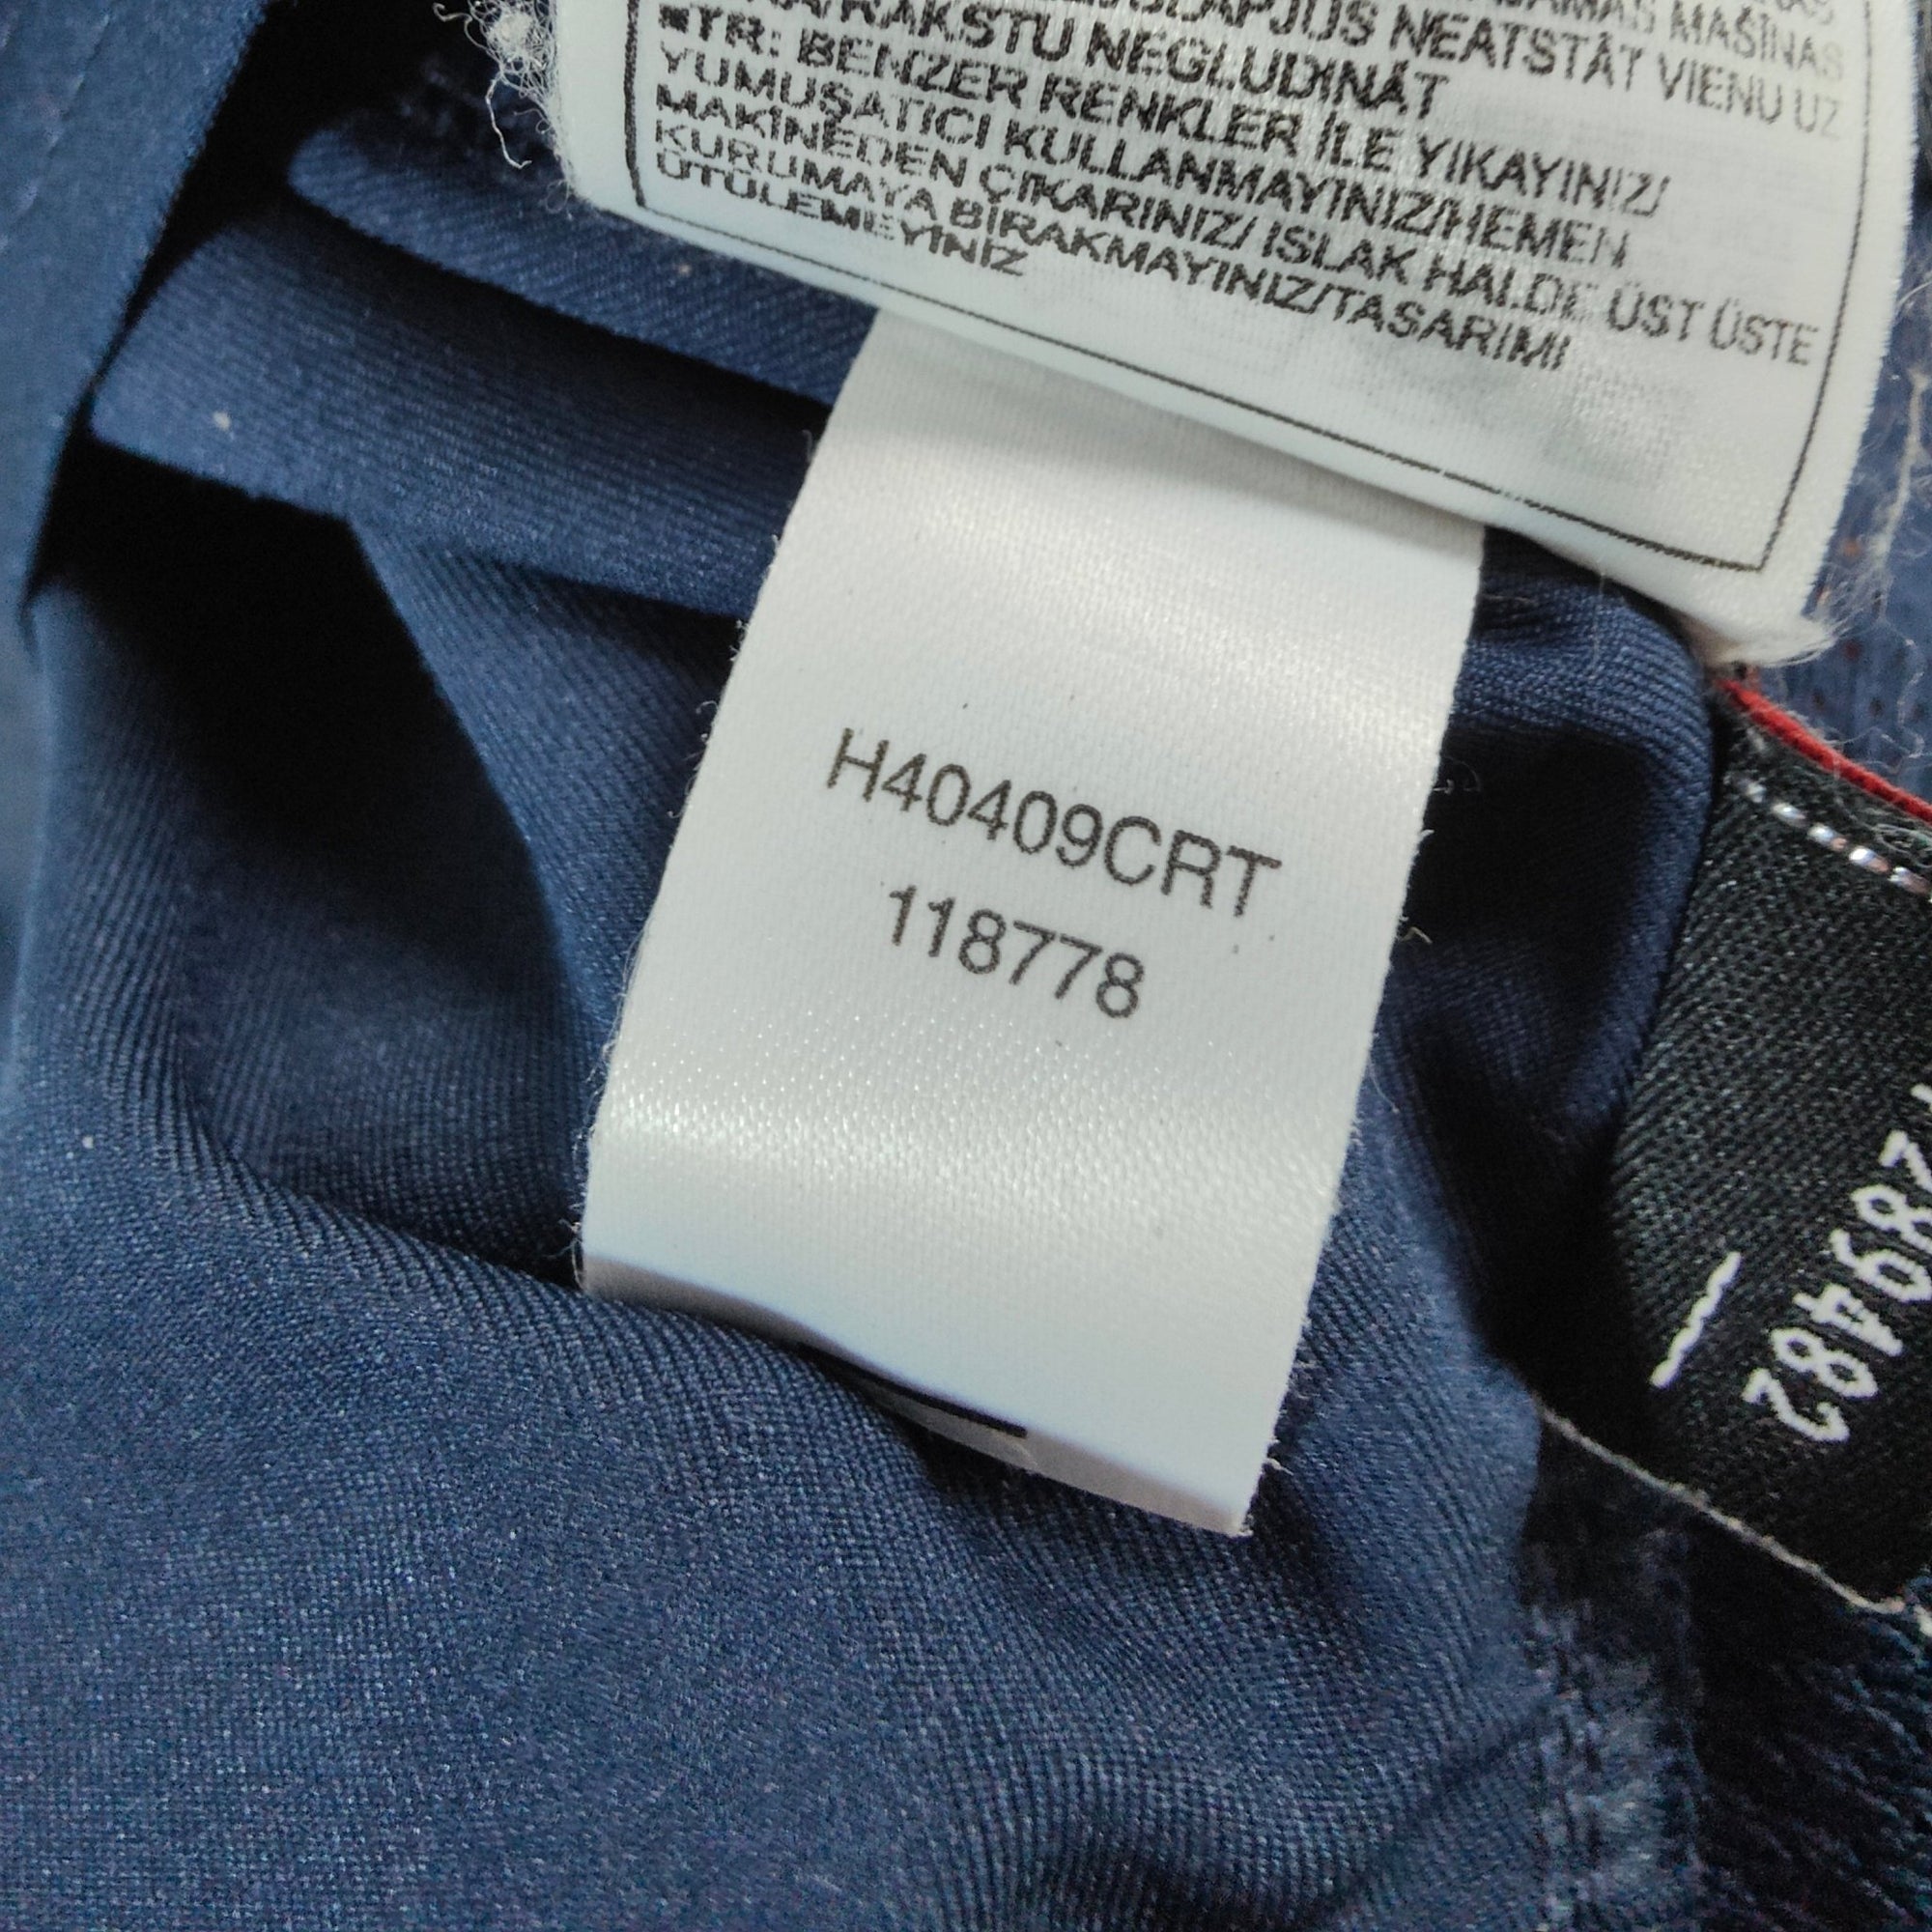 MAŠĪNAS
NEATSTĀT VIENU UZ
NEGLUDINĀT
■TR: BENZER RENKLER İLE YIKAYINIZ/
YUMUŞATICI KULLANMAYINIZ/HEMEN
MAKİNEDEN ÇIKARINIZ/ ISLAK HALDE ÜST ÜSTE
KURUMAYA BIRAKMAYINIZ/TASARIMI
ÜTÜLEMEYİNİZ
H40409CRT
118778
289482